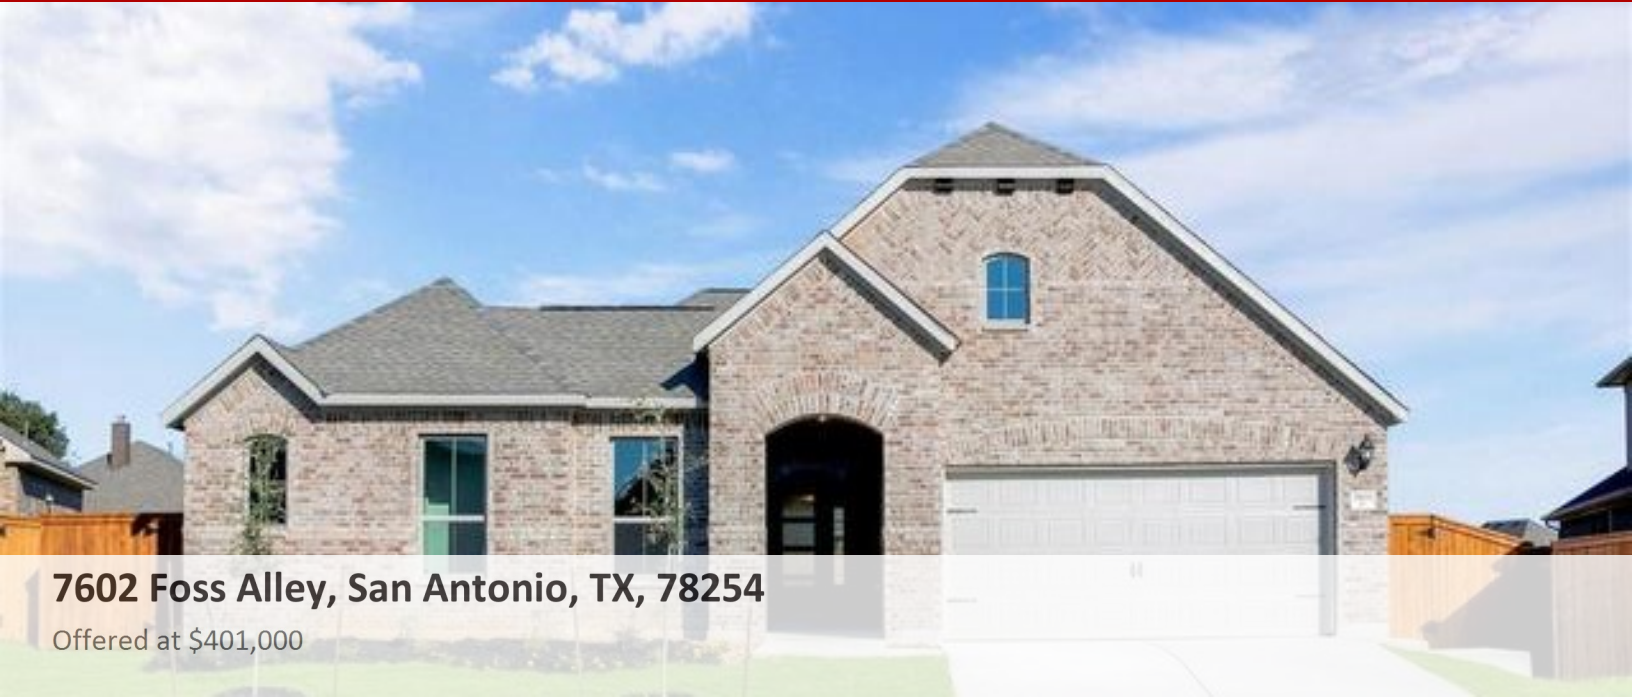 7602 Foss Alley, San Antonio, TX, 78254
Offered at $401,000